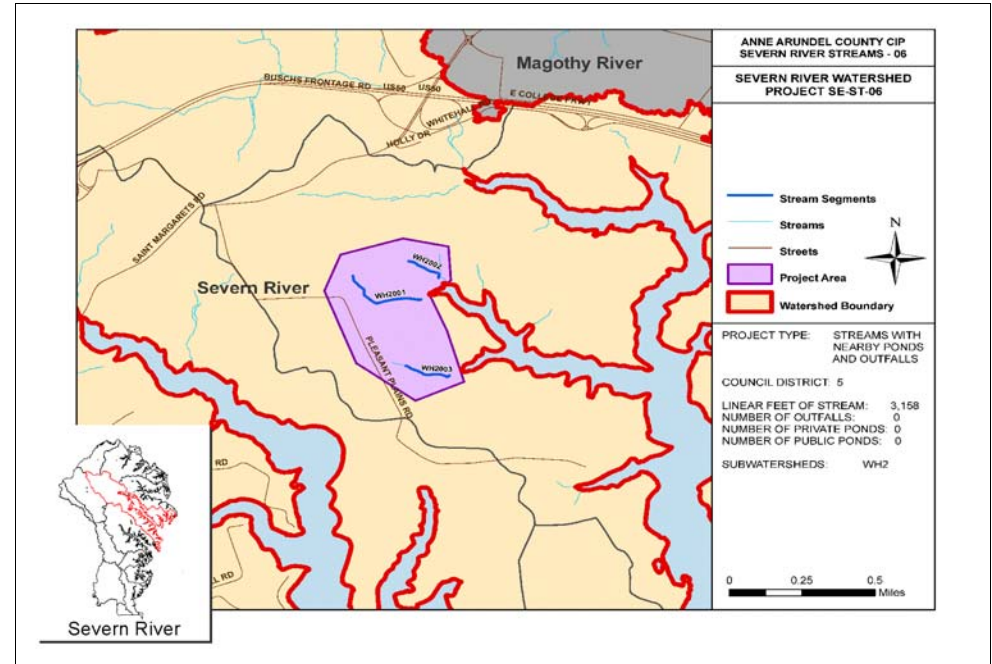 ANNE ARUNDEL COUNTY CIP
SEVERN RIVER STREAMS - 06
SEVERN RIVER WATERSHED
PROJECT SE-ST-06
Magothy River
BUSCHS FRONTAGE RD
US50
US50
E COLLEGE
WHITEHALL
HOLLY DR
SAINT MARGARETS RD
Severn River
WH2002
WH2001
WH2003
PLEASANT PLAINS RD
RD
RD
Stream Segments
Streams
Streets
Project Area
Watershed Boundary
N
PROJECT TYPE: STREAMS WITH
NEARBY PONDS
AND OUTFALLS
COUNCIL DISTRICT: 5
LINEAR FEET OF STREAM: 3,158
NUMBER OF OUTFALLS: 0
NUMBER OF PRIVATE PONDS: 0
NUMBER OF PUBLIC PONDS: 0
SUBWATERSHEDS: WH2
0 0.25 0.5
Miles
Severn River